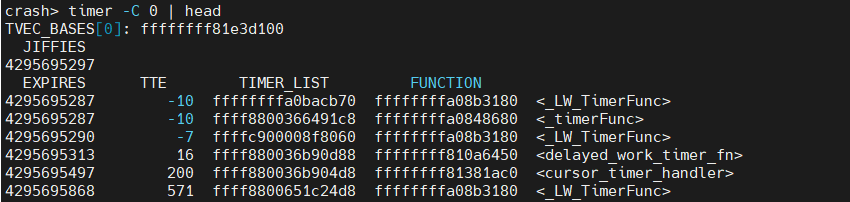 crash> timer -C 0 | head
TVEC_BASES[0]: ffffffff81e3d100
JIFFIES
4295695297
EXPIRES TTE TIMER_LIST FUNCTION
4295695287 -10 ffffffffa0bacb70 ffffffffa08b3180 <_LW_TimerFunc>
4295695287 -10 ffff8800366491c8 ffffffffa0848680 <_timerFunc>
4295695290 -7 ffffc900008f8060 ffffffffa08b3180 <_LW_TimerFunc>
4295695313 16 ffff880036b90d88 ffffffff810a6450 <delayed_work_timer_fn>
4295695497 200 ffff880036b904d8 ffffffff81381ac0 <cursor_timer_handler>
4295695868 571 ffff8800651c24d8 ffffffffa08b3180 <_LW_TimerFunc>